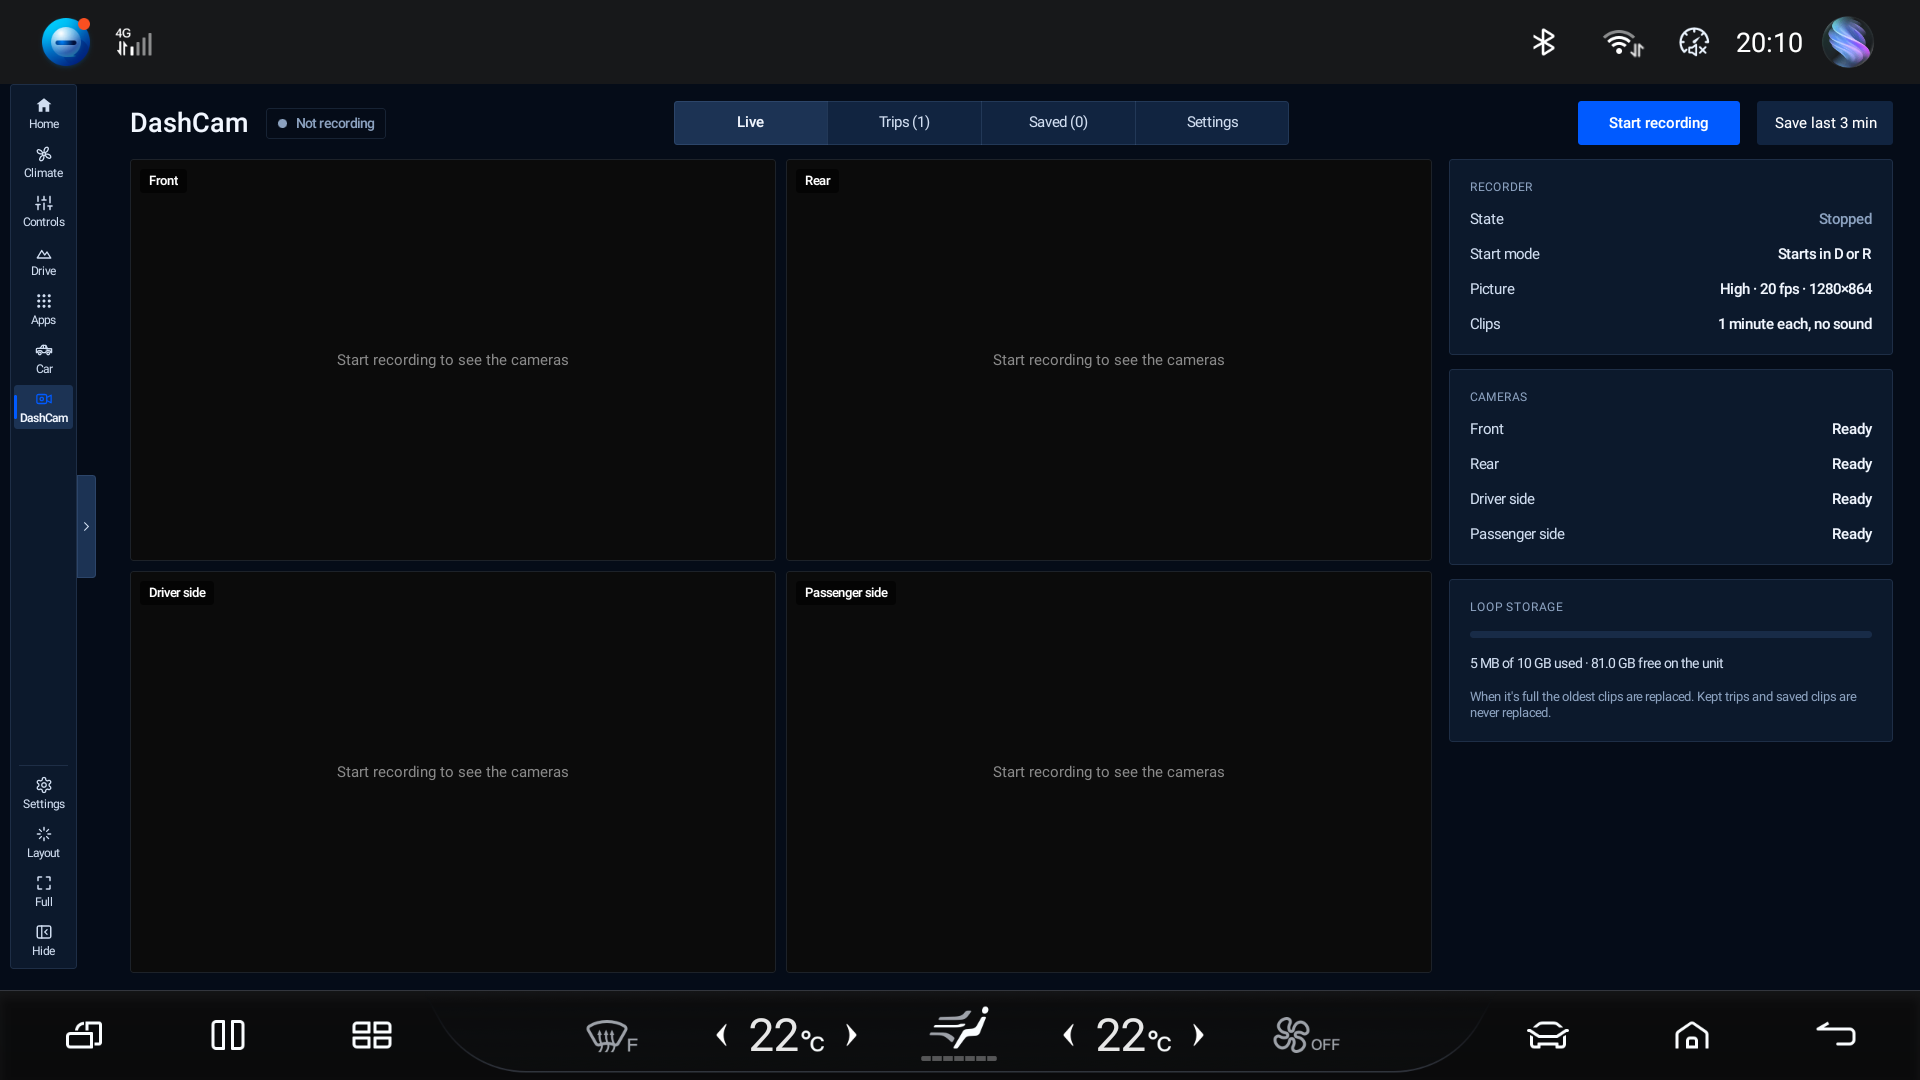 4G
20:10
Home
Climate
Controls
Drive
Apps
Car
DashCam
Settings
Layout
Full
Hide
DashCam
Not recording
Live
Trips (1)
Saved (0)
Settings
Start recording
Save last 3 min
Front
Start recording to see the cameras
Rear
Start recording to see the cameras
Driver side
Start recording to see the cameras
Passenger side
Start recording to see the cameras
RECORDER
State Stopped
Start mode Starts in D or R
Picture High · 20 fps · 1280×864
Clips 1 minute each, no sound
CAMERAS
Front Ready
Rear Ready
Driver side Ready
Passenger side Ready
LOOP STORAGE
5 MB of 10 GB used · 81.0 GB free on the unit
When it's full the oldest clips are replaced. Kept trips and saved clips are
never replaced.
F
22°C
22°C
OFF